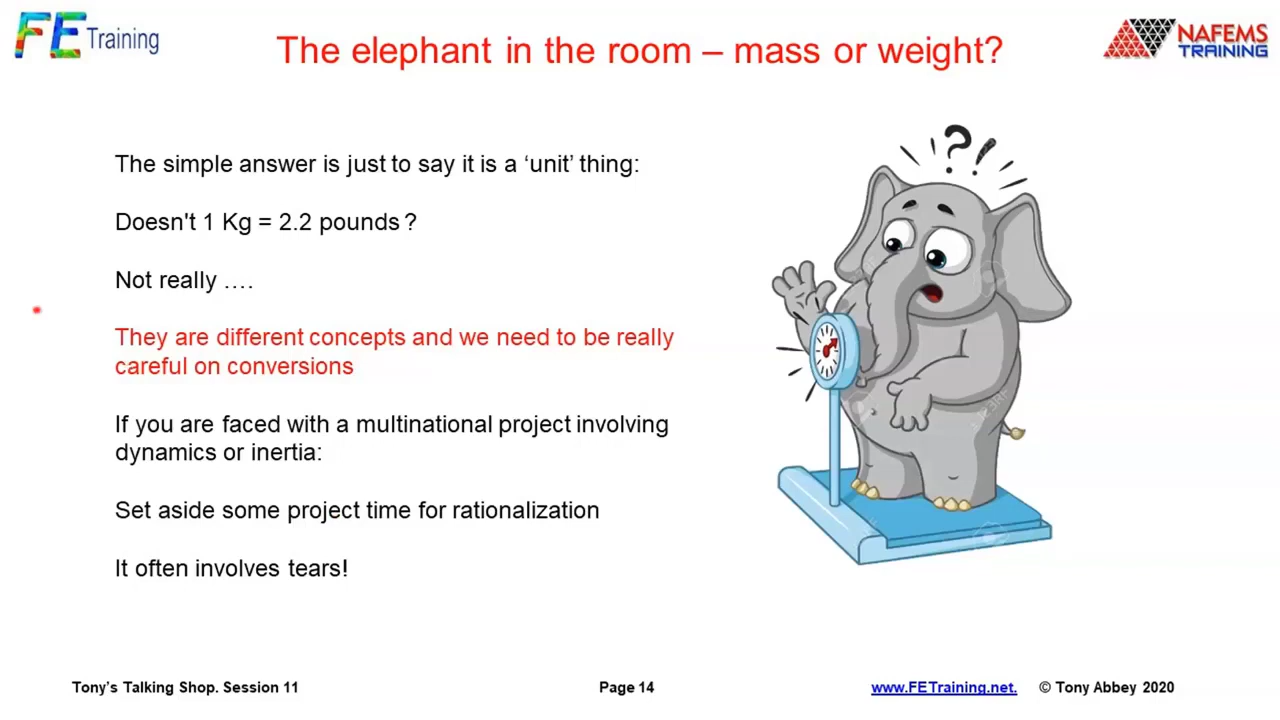 FE Training
The elephant in the room – mass or weight?
NAFEMS
TRAINING
?!
The simple answer is just to say it is a ‘unit’ thing:
Doesn't 1 Kg = 2.2 pounds ?
Not really ….
They are different concepts and we need to be really
careful on conversions
If you are faced with a multinational project involving
dynamics or inertia:
Set aside some project time for rationalization
It often involves tears!
Tony’s Talking Shop. Session 11
Page 14
www.FETraining.net.
© Tony Abbey 2020